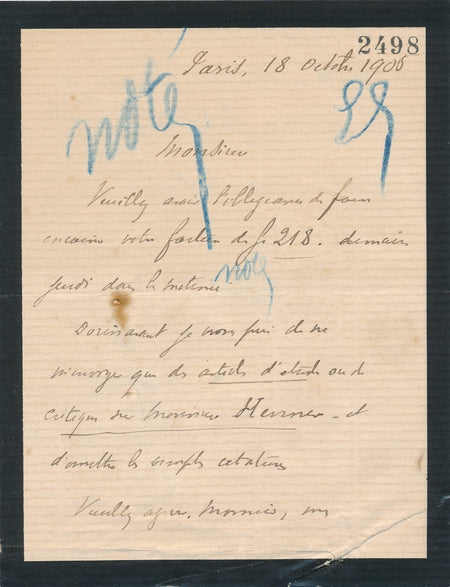 2498
Paris, 18 octobre 1905
noté
Monsieur
Veuillez avoir l'obligeance de faire
encaisser votre facture de fr 218. demain
noté
jeudi dans la matinée
Dorénavant je vous prie de ne
m'envoyer que des articles d'étude ou de
critique sur Monsieur Henner - et
d'omettre les simples citations
Veuillez agréer, Monsieur, mes